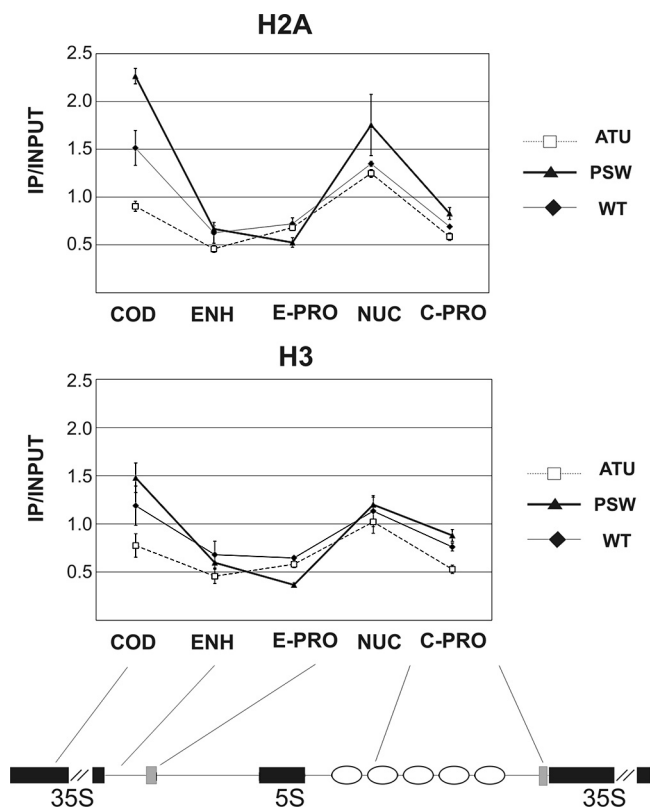 H2A
2.5
2.0
1.5
1.0
0.5
IP/INPUT
COD ENH E-PRO NUC C-PRO
ATU
PSW
WT
H3
2.5
2.0
1.5
1.0
0.5
IP/INPUT
COD ENH E-PRO NUC C-PRO
ATU
PSW
WT
35S 5S 35S